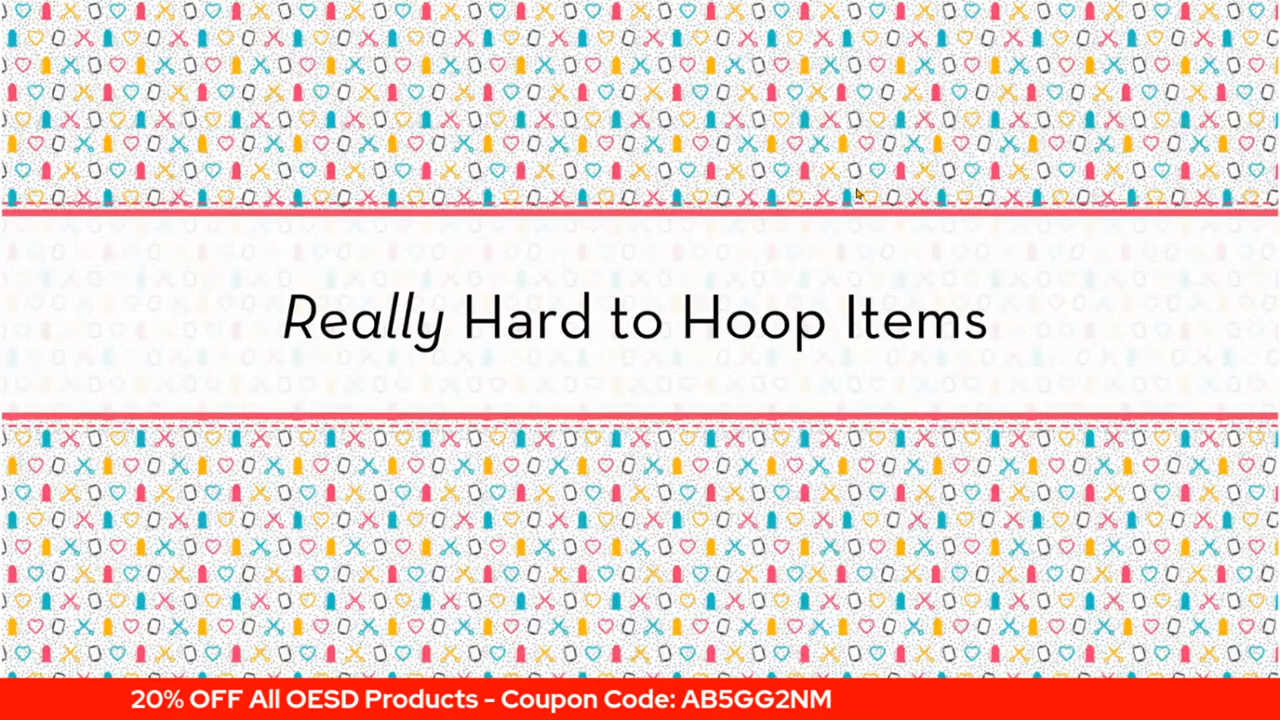 Really Hard to Hoop Items
20% OFF All OESD Products - Coupon Code: AB5GG2NM